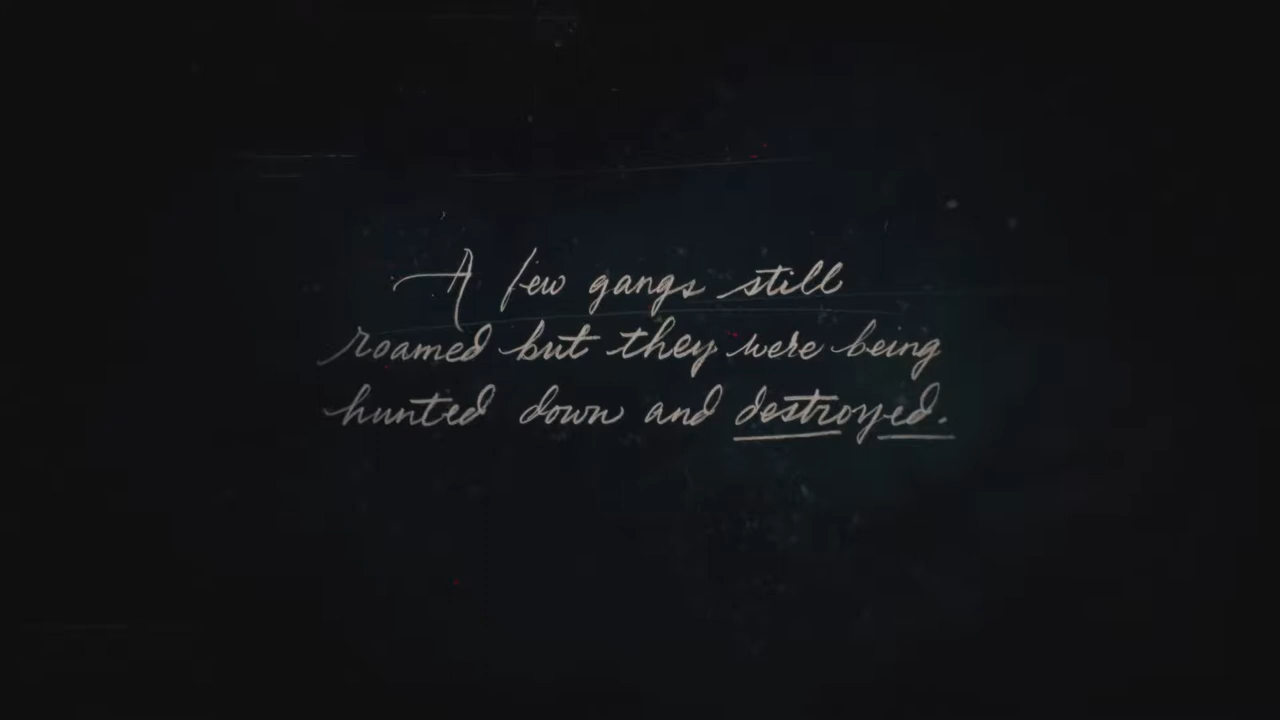 A few gangs still
roamed but they were being
hunted down and destroyed.